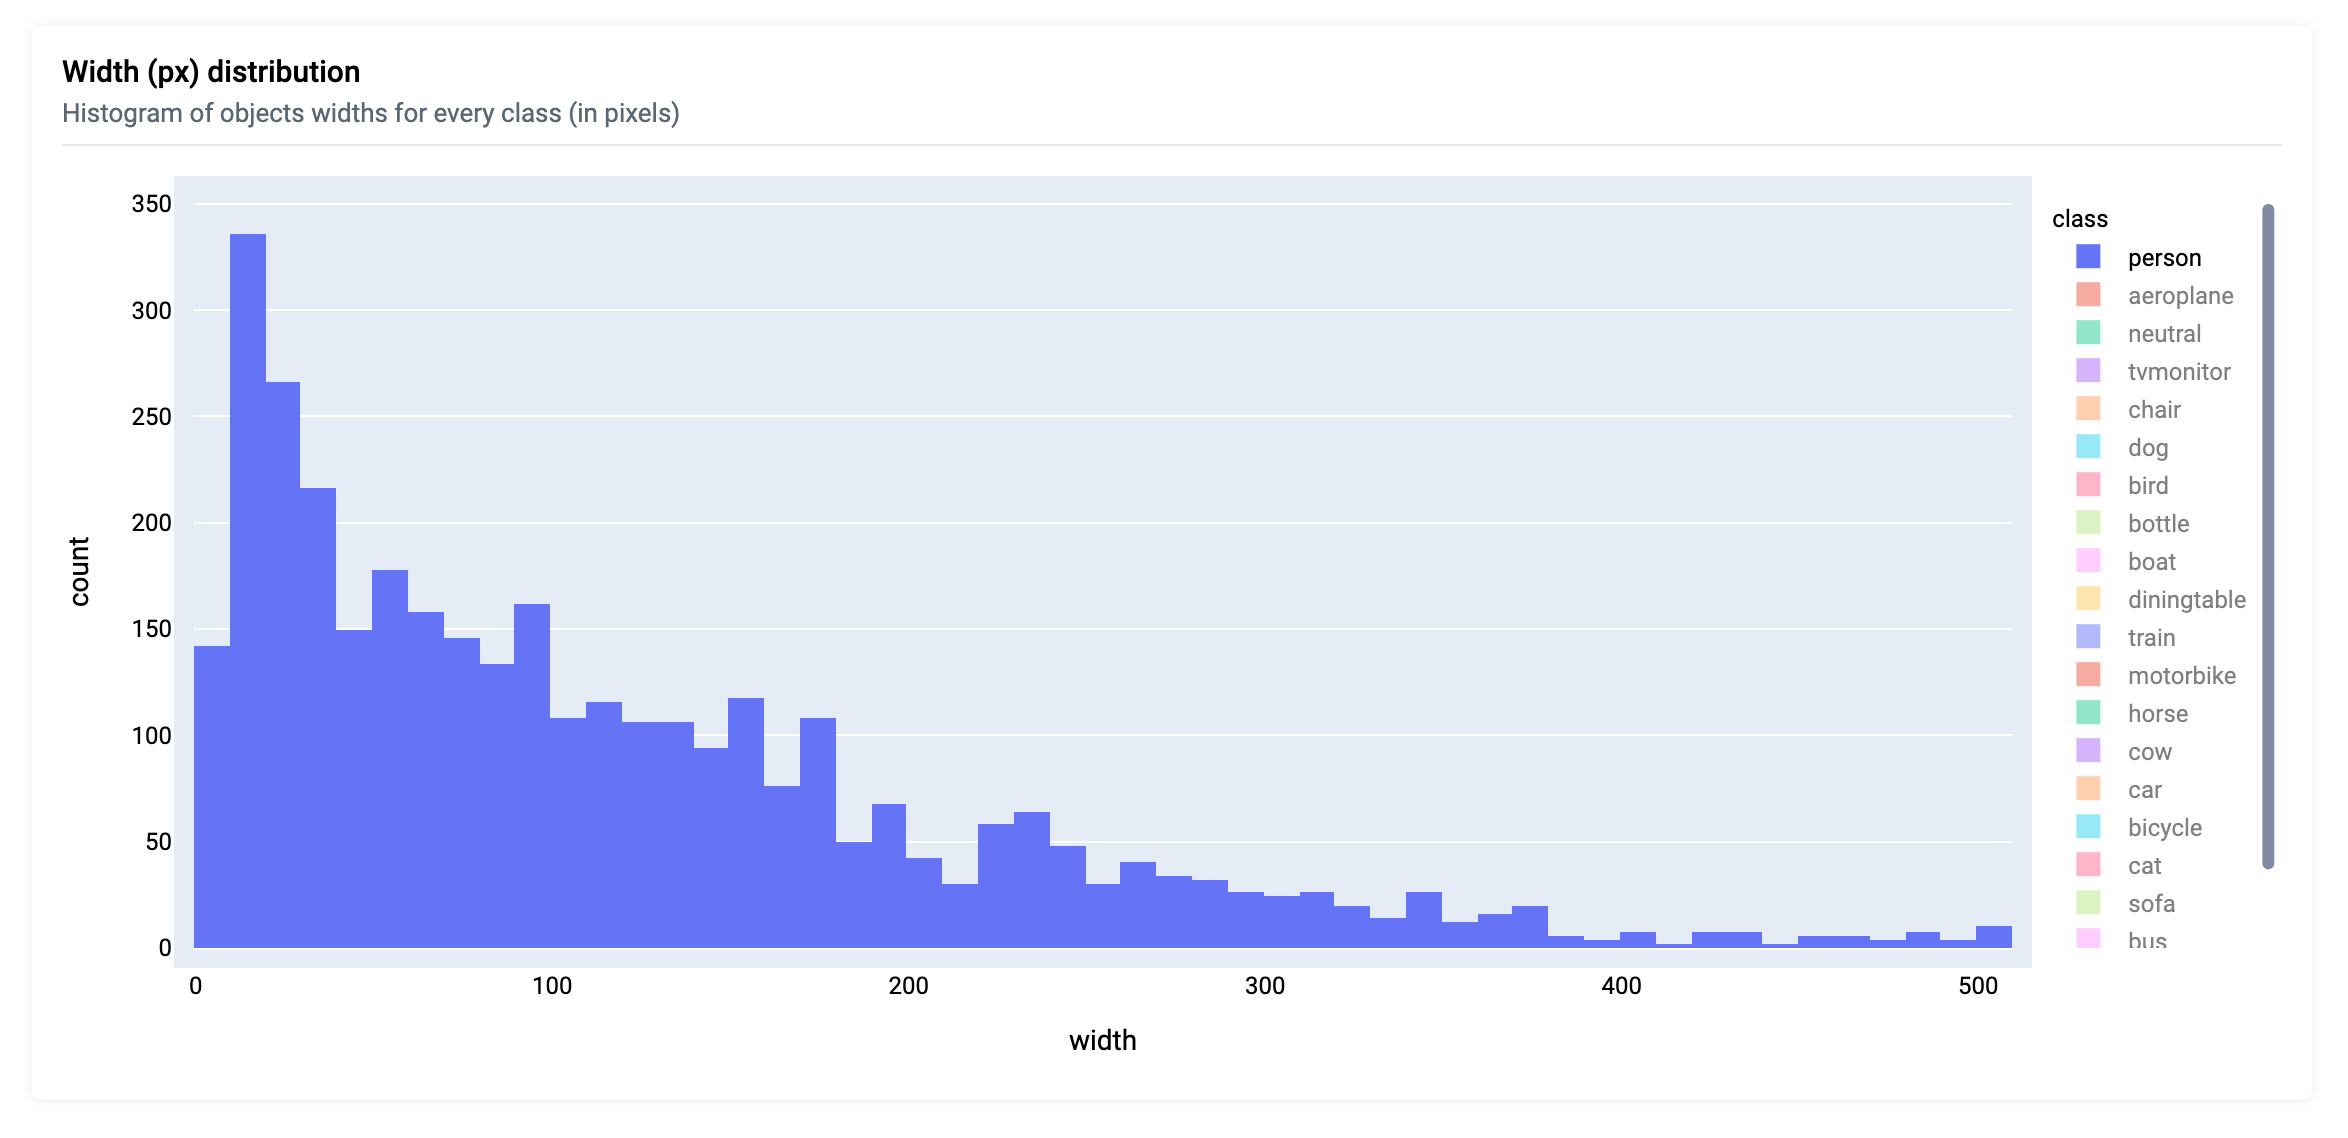 Width (px) distribution
Histogram of objects widths for every class (in pixels)
350
300
250
200
150
100
50
0
count
0 100 200 300 400 500
width
class
person
aeroplane
neutral
tvmonitor
chair
dog
bird
bottle
boat
diningtable
train
motorbike
horse
cow
car
bicycle
cat
sofa
bus